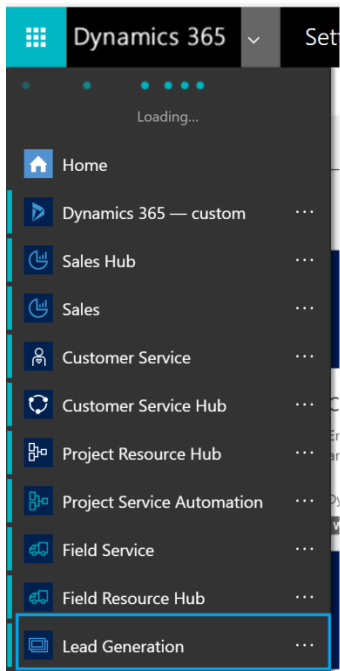 Dynamics 365
Set
Loading...
Home
Dynamics 365 — custom ...
Sales Hub ...
Sales ...
Customer Service ...
Customer Service Hub ...
Project Resource Hub ...
Project Service Automation ...
Field Service ...
Field Resource Hub ...
Lead Generation ...